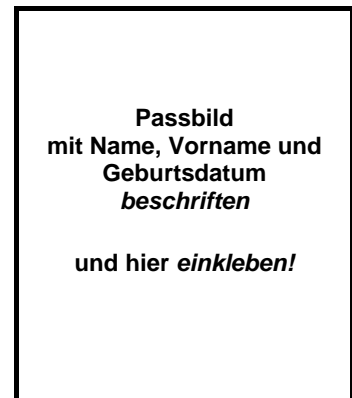 Passbild
mit Name, Vorname und
Geburtsdatum
beschriften
und hier einkleben!